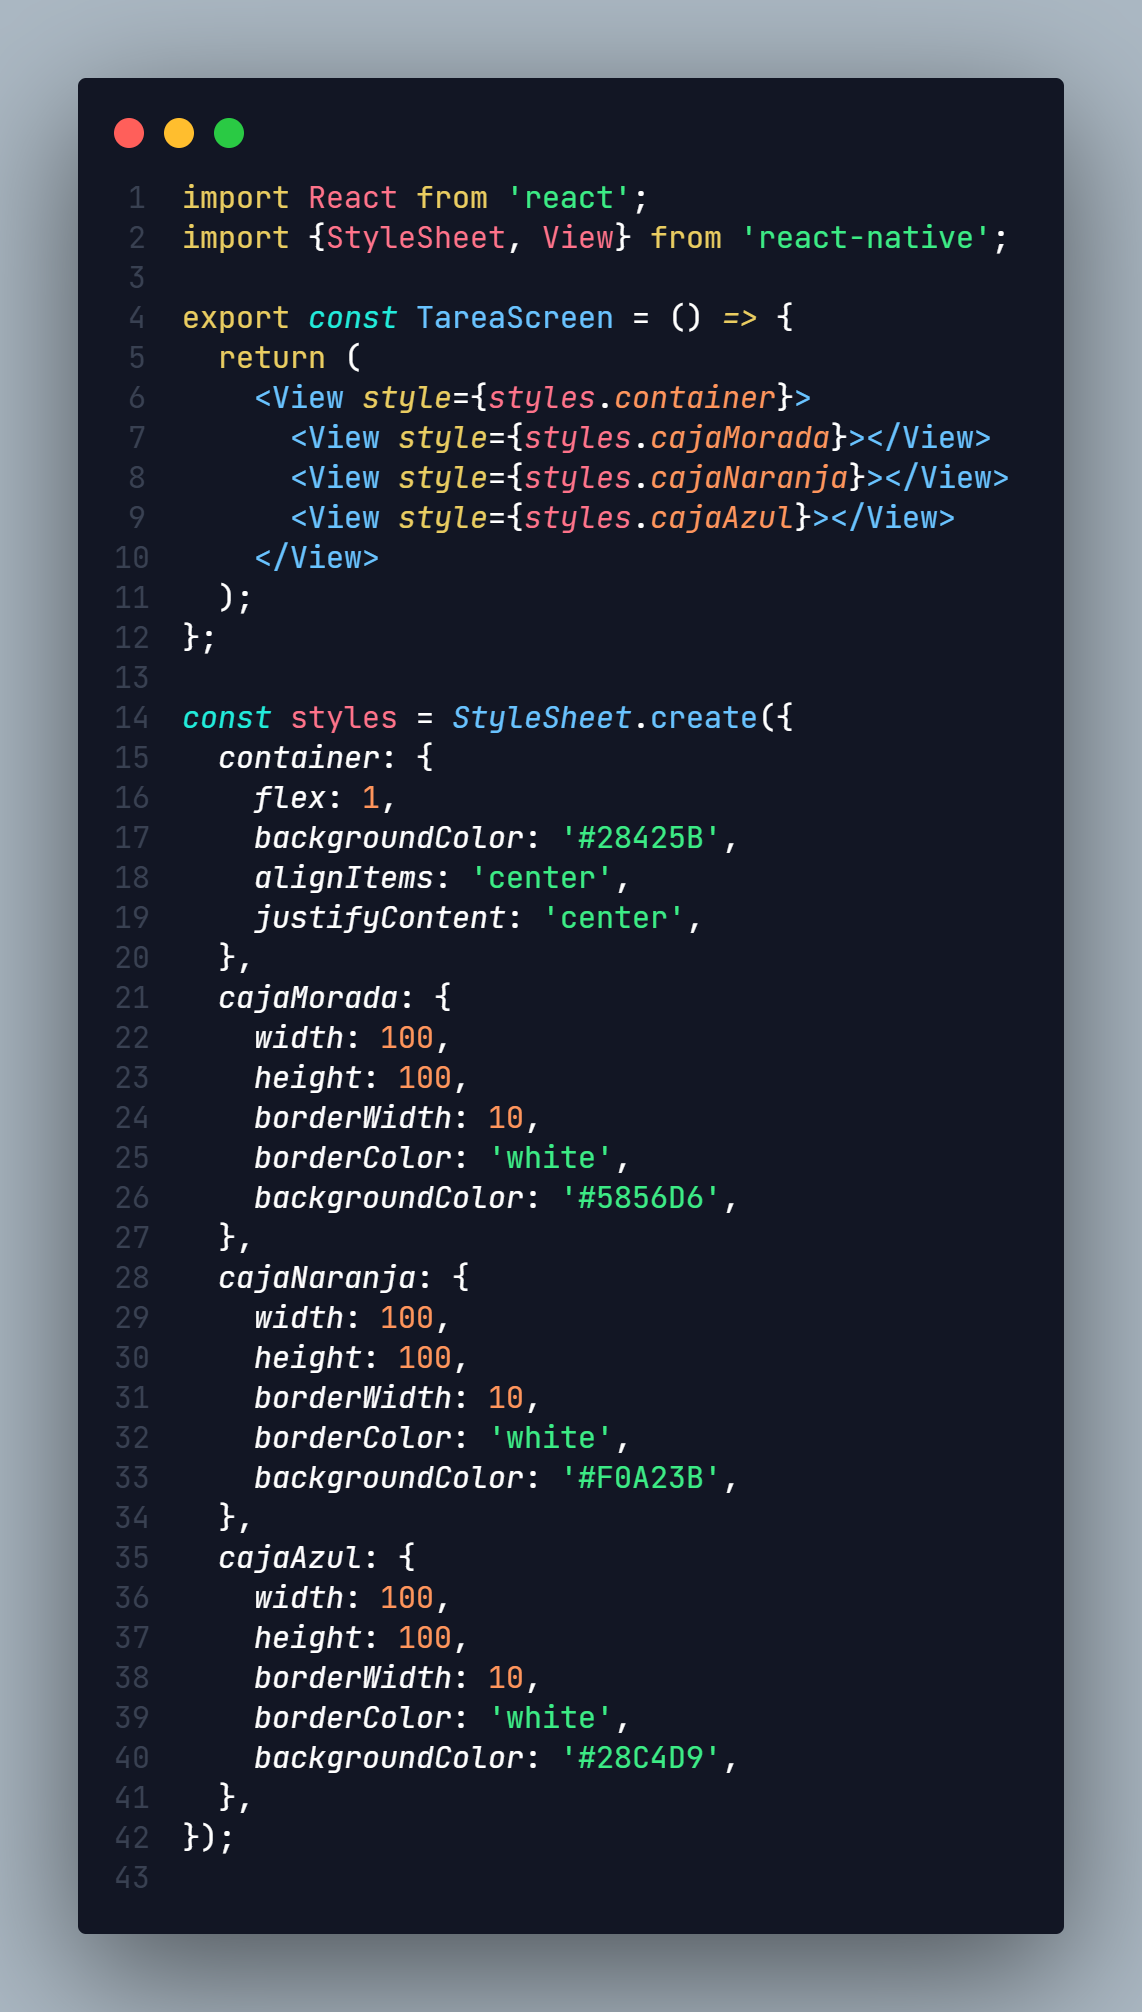 1 import React from 'react';
2 import {StyleSheet, View} from 'react-native';
3
4 export const TareaScreen = () => {
5   return (
6     <View style={styles.container}>
7       <View style={styles.cajaMorada}></View>
8       <View style={styles.cajaNaranja}></View>
9       <View style={styles.cajaAzul}></View>
10     </View>
11   );
12 };
13
14 const styles = StyleSheet.create({
15   container: {
16     flex: 1,
17     backgroundColor: '#28425B',
18     alignItems: 'center',
19     justifyContent: 'center',
20   },
21   cajaMorada: {
22     width: 100,
23     height: 100,
24     borderWidth: 10,
25     borderColor: 'white',
26     backgroundColor: '#5856D6',
27   },
28   cajaNaranja: {
29     width: 100,
30     height: 100,
31     borderWidth: 10,
32     borderColor: 'white',
33     backgroundColor: '#F0A23B',
34   },
35   cajaAzul: {
36     width: 100,
37     height: 100,
38     borderWidth: 10,
39     borderColor: 'white',
40     backgroundColor: '#28C4D9',
41   },
42 });
43